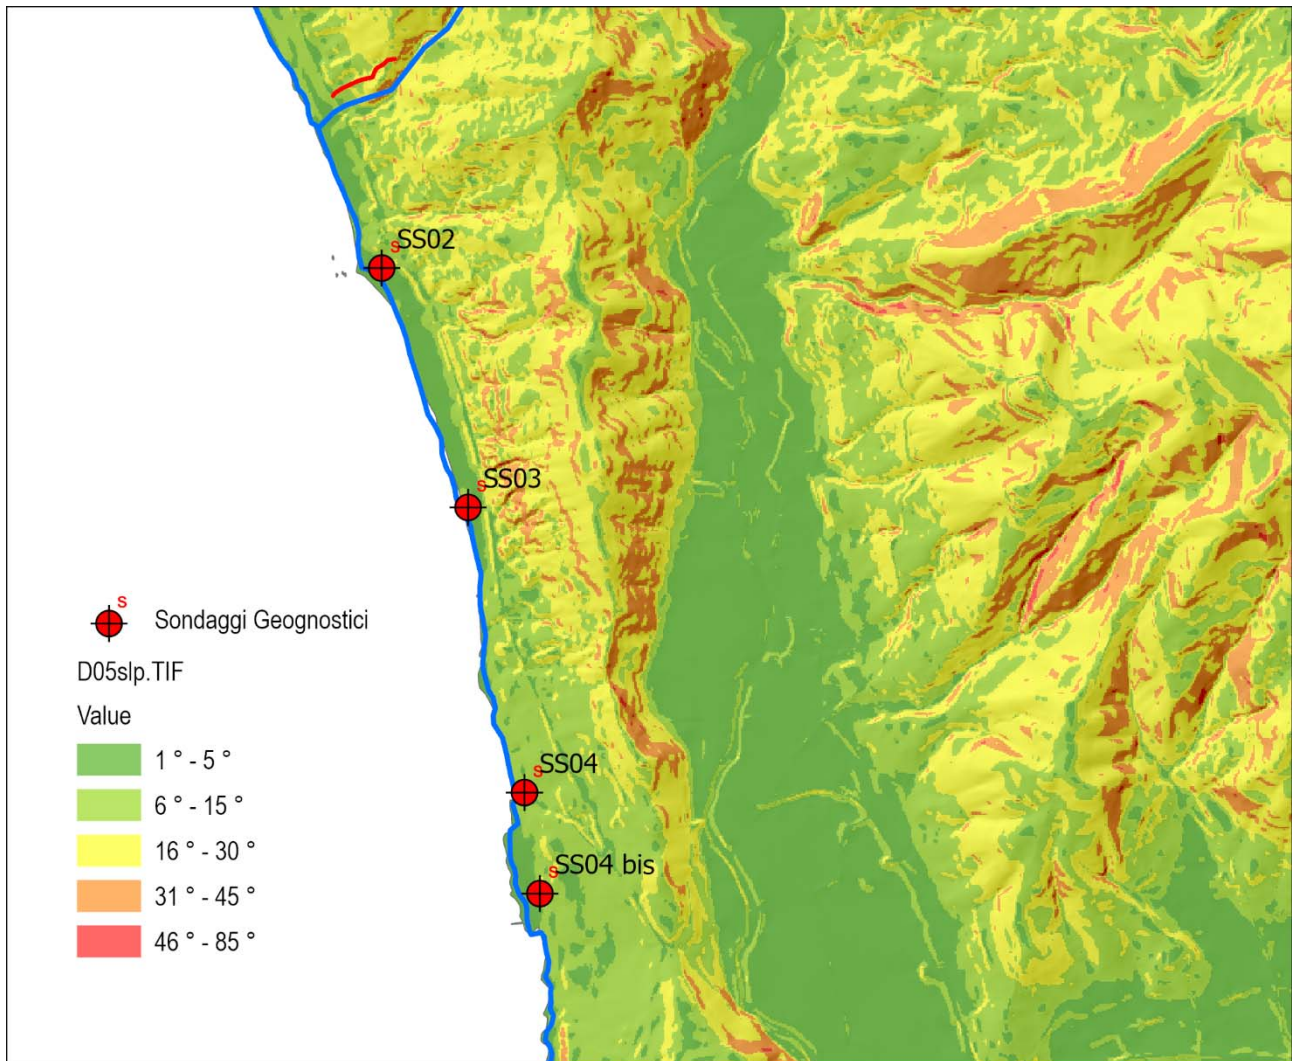 S
SS02
S
SS03
S
Sondaggi Geognostici
D05slp.TIF
Value
1 ° - 5 °
6 ° - 15 °
16 ° - 30 °
31 ° - 45 °
46 ° - 85 °
S
SS04
S
SS04 bis